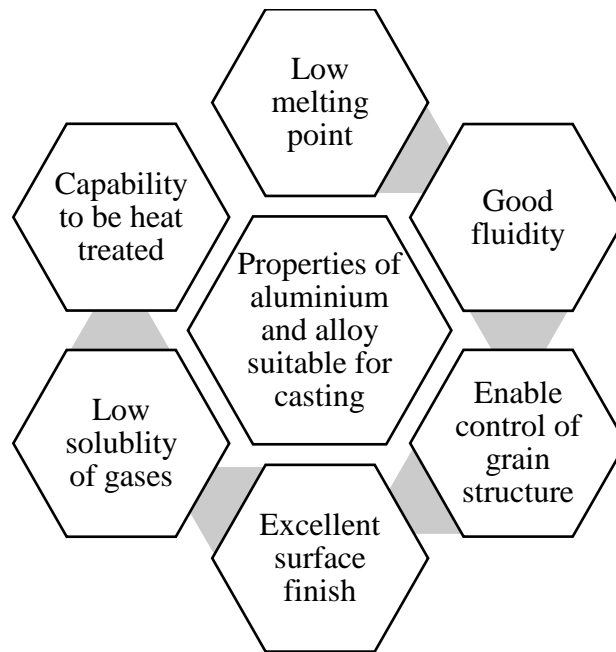 Low
melting
point
Good
fluidity
Enable
control of
grain
structure
Excellent
surface
finish
Low
solublity
of gases
Capability
to be heat
treated
Properties of
aluminium
and alloy
suitable for
casting